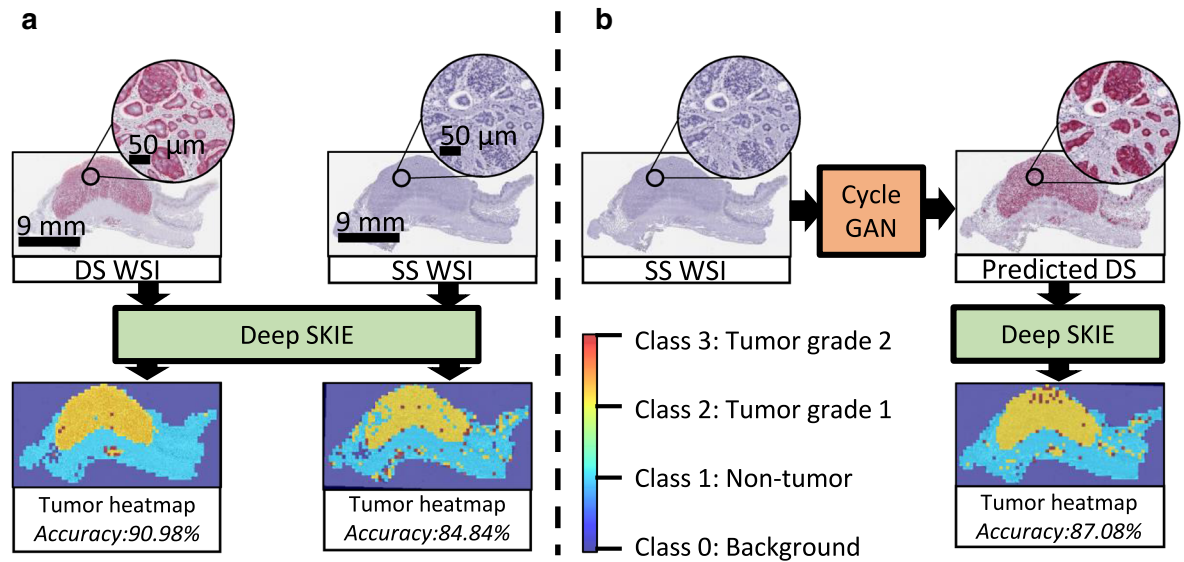 a
50 µm
50 µm
9 mm
9 mm
DS WSI
SS WSI
Deep SKIE
Tumor heatmap
Accuracy:90.98%
Tumor heatmap
Accuracy:84.84%
b
Cycle
GAN
SS WSI
Predicted DS
Deep SKIE
Class 3: Tumor grade 2
Class 2: Tumor grade 1
Class 1: Non-tumor
Class 0: Background
Tumor heatmap
Accuracy:87.08%